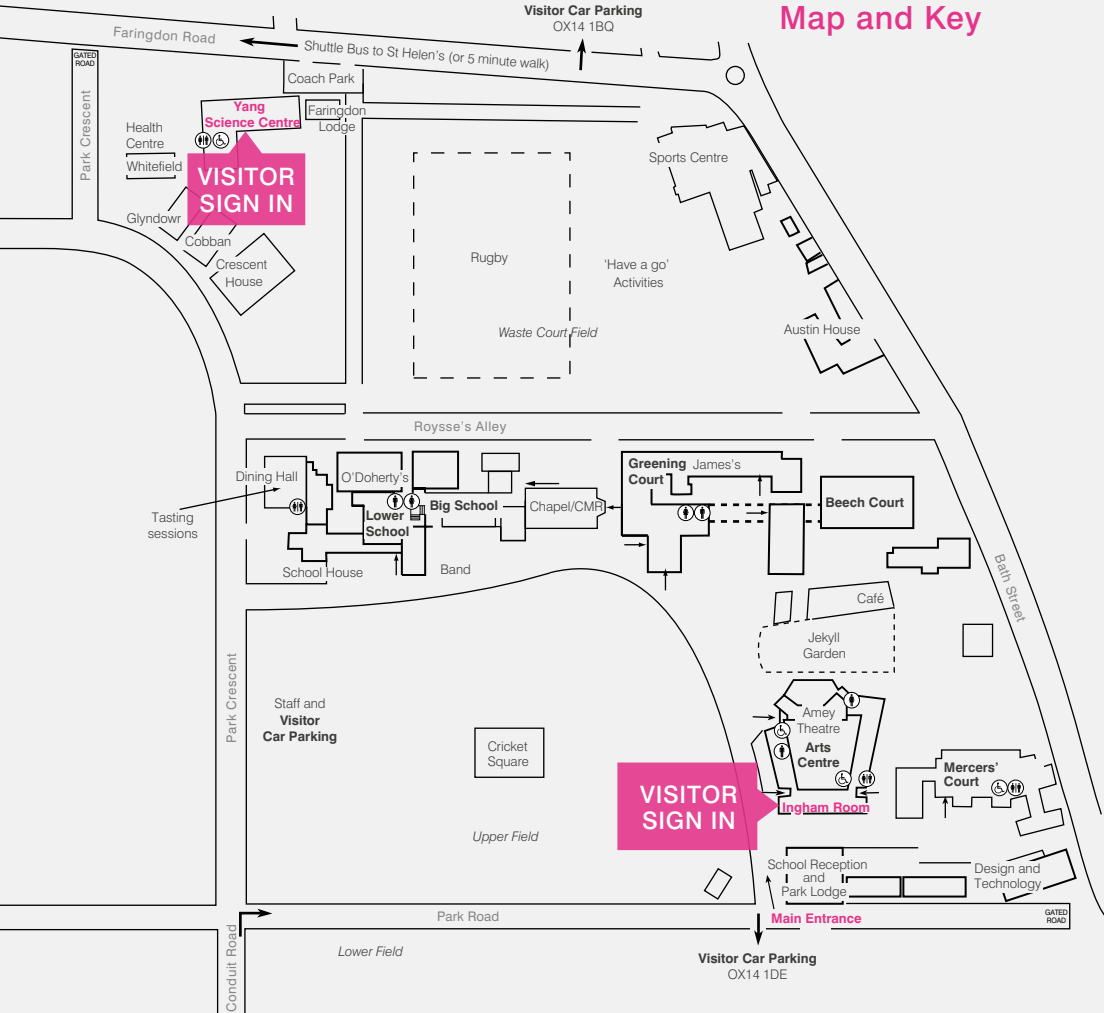 Visitor Car Parking
OX14 1BQ
Map and Key
Faringdon Road
Shuttle Bus to St Helen's (or 5 minute walk)
GATED
ROAD
Coach Park
Park Crescent
Yang
Science Centre
Faringdon
Lodge
Health
Centre
Whitefield
VISITOR
SIGN IN
Glyndowr
Cobban
Crescent
House
Sports Centre
Rugby
'Have a go'
Activities
Waste Court Field
Austin House
Roysse's Alley
Dining Hall
O'Doherty's
Greening
Court
James's
Big School
Chapel/CMR
Beech Court
Tasting
sessions
Lower
School
School House
Band
Bath Street
Café
Jekyll
Garden
Park Crescent
Staff and
Visitor
Car Parking
Amey
Theatre
Arts
Centre
Cricket
Square
Mercers'
Court
VISITOR
SIGN IN
Ingham Room
Upper Field
School Reception
and
Park Lodge
Design and
Technology
Park Road
Main Entrance
GATED
ROAD
Conduit Road
Lower Field
Visitor Car Parking
OX14 1DE